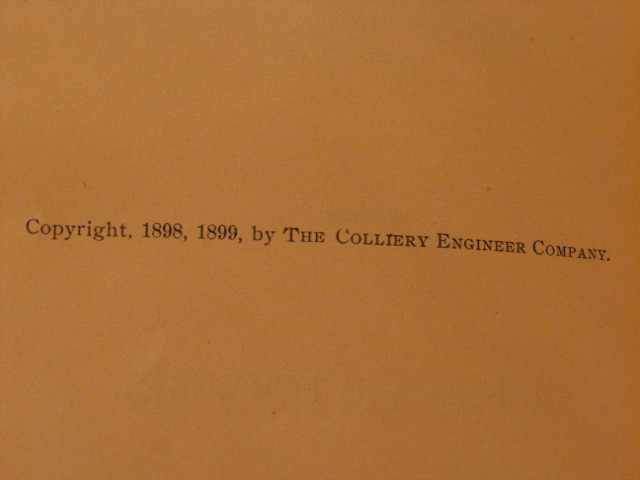 Copyright, 1898, 1899, by THE COLLIERY ENGINEER COMPANY.